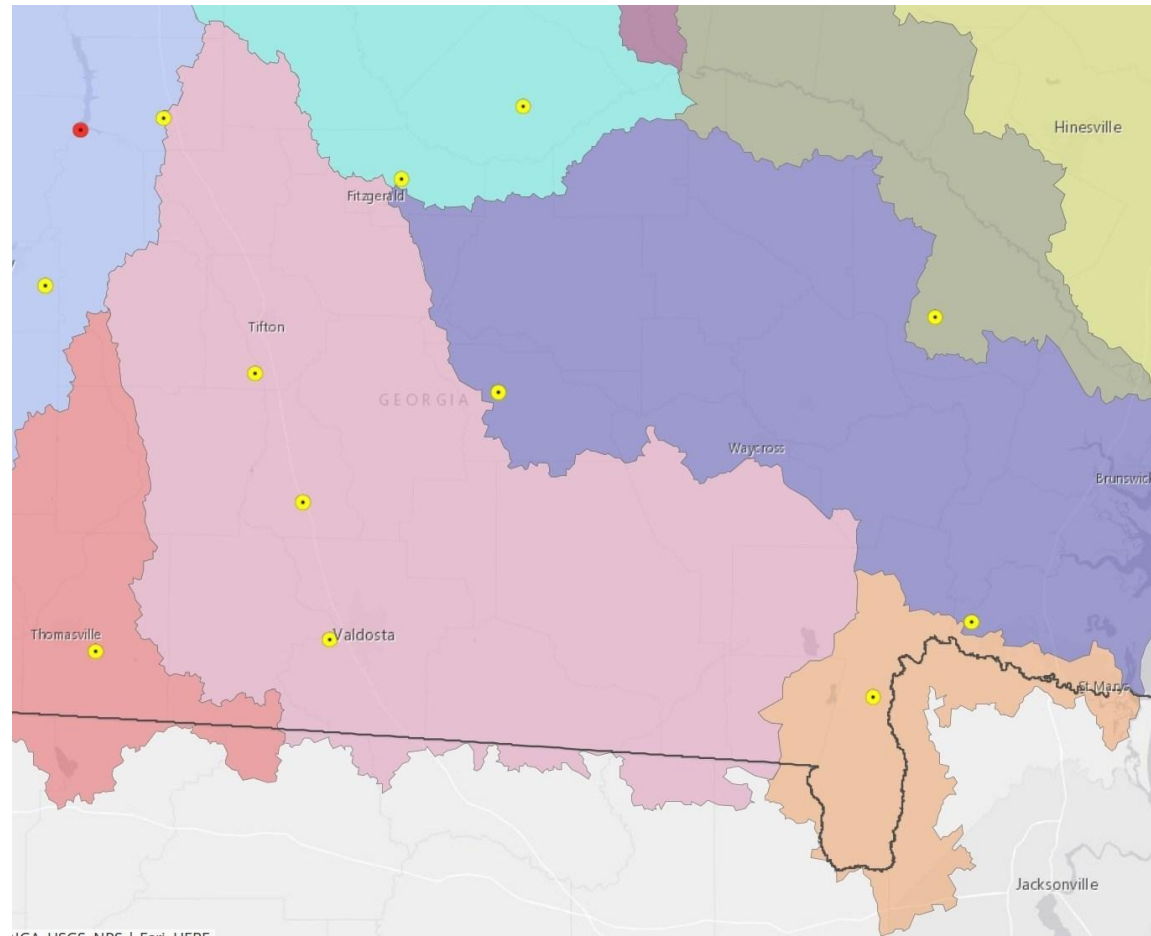 Hinesville
Fitzgerald
Tifton
GEORGIA
Waycross
Brunswick
Thomasville
Valdosta
St Marys
Jacksonville